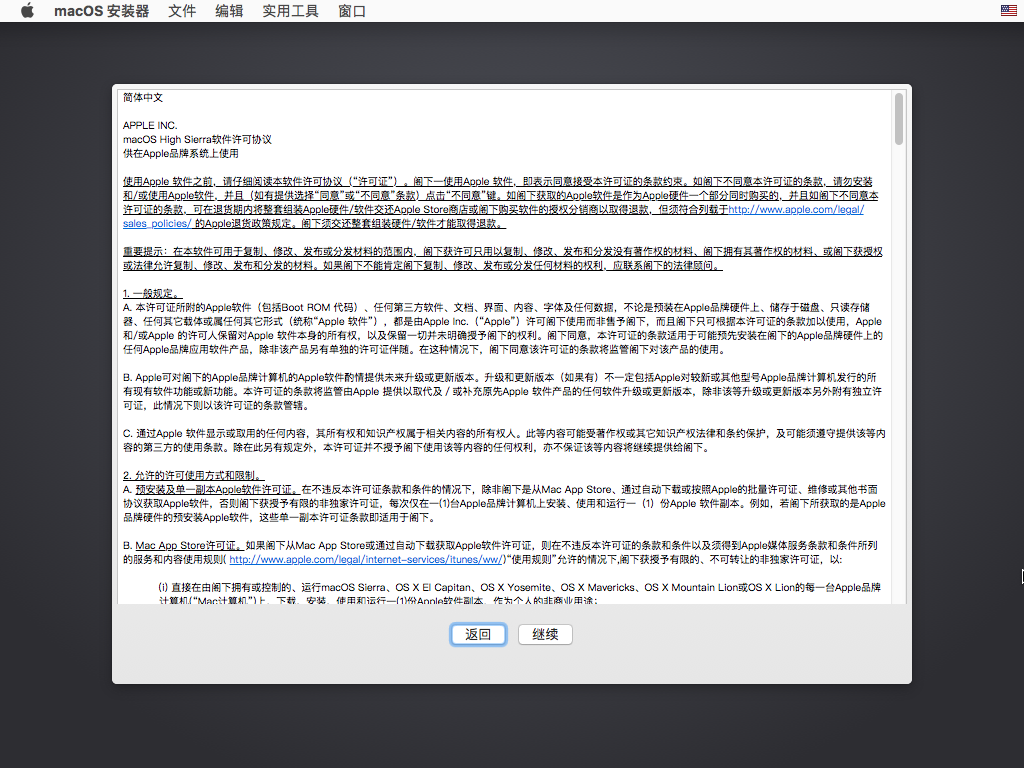 macOS 安装器 文件 编辑 实用工具 窗口
简体中文
APPLE INC.
macOS High Sierra软件许可协议
供在Apple品牌系统上使用
使用Apple 软件之前，请仔细阅读本软件许可协议（“许可证”）。阁下一使用Apple 软件，即表示同意接受本许可证的条款约束。如阁下不同意本许可证的条款，请勿安装
和/或使用Apple软件，并且（如有提供选择“同意”或“不同意”条款）点击“不同意”键。如阁下获取的Apple软件是作为Apple硬件一个部分同时购买的，并且如阁下不同意本
许可证的条款，可在退货期内将整套组装Apple硬件/软件交还Apple Store商店或阁下购买软件的授权分销商以取得退款，但须符合列载于http://www.apple.com/legal/
sales_policies/ 的Apple退货政策规定。阁下须交还整套组装硬件/软件才能取得退款。
重要提示：在本软件可用于复制、修改、发布或分发材料的范围内，阁下获许可只用以复制、修改、发布和分发没有著作权的材料、阁下拥有其著作权的材料、或阁下获授权
或法律允许复制、修改、发布和分发的材料。如果阁下不能肯定阁下复制、修改、发布或分发任何材料的权利，应联系阁下的法律顾问。
1. 一般规定。
A. 本许可证所附的Apple软件（包括Boot ROM 代码）、任何第三方软件、文档、界面、内容、字体及任何数据，不论是预装在Apple品牌硬件上、储存于磁盘、只读存储
器、任何其它载体或属任何其它形式（统称“Apple 软件”），都是由Apple Inc.（“Apple”）许可阁下使用而非售予阁下，而且阁下只可根据本许可证的条款加以使用，Apple
和/或Apple 的许可人保留对Apple 软件本身的所有权，以及保留一切并未明确授予阁下的权利。阁下同意，本许可证的条款适用于可能预先安装在阁下的Apple品牌硬件上的
任何Apple品牌应用软件产品，除非该产品另有单独的许可证伴随。在这种情况下，阁下同意该许可证的条款将监管阁下对该产品的使用。
B. Apple可对阁下的Apple品牌计算机的Apple软件酌情提供未来升级或更新版本。升级和更新版本（如果有）不一定包括Apple对较新或其他型号Apple品牌计算机发行的所
有现有软件功能或新功能。本许可证的条款将监管由Apple 提供以取代及 / 或补充原先Apple 软件产品的任何软件升级或更新版本，除非该等升级或更新版本另外附有独立许
可证，此情况下则以该许可证的条款管辖。
C. 通过Apple 软件显示或取用的任何内容，其所有权和知识产权属于相关内容的所有权人。此等内容可能受著作权或其它知识产权法律和条约保护，及可能须遵守提供该等内
容的第三方的使用条款。除在此另有规定外，本许可证并不授予阁下使用该等内容的任何权利，亦不保证该等内容将继续提供给阁下。
2. 允许的许可使用方式和限制。
A. 预安装及单一副本Apple软件许可证。在不违反本许可证条款和条件的情况下，除非阁下是从Mac App Store、通过自动下载或按照Apple的批量许可证、维修或其他书面
协议获取Apple软件，否则阁下获授予有限的非独家许可证，每次仅在一(1)台Apple品牌计算机上安装、使用和运行一（1）份Apple 软件副本。例如，若阁下所获取的是Apple
品牌硬件的预安装Apple软件，这些单一副本许可证条款即适用于阁下。
B. Mac App Store许可证。如果阁下从Mac App Store或通过自动下载获取Apple软件许可证，则在不违反本许可证的条款和条件以及须得到Apple媒体服务条款和条件所列
的服务和内容使用规则( http://www.apple.com/legal/internet-services/itunes/ww/)“使用规则”允许的情况下,阁下获授予有限的、不可转让的非独家许可证，以:
(i) 直接在由阁下拥有或控制的、运行macOS Sierra、OS X El Capitan、OS X Yosemite、OS X Mavericks、OS X Mountain Lion或OS X Lion的每一台Apple品牌
计算机(“Mac计算机”)上，下载、安装、使用和运行一(1)份Apple软件副本，作为个人的非商业用途；
返回 继续